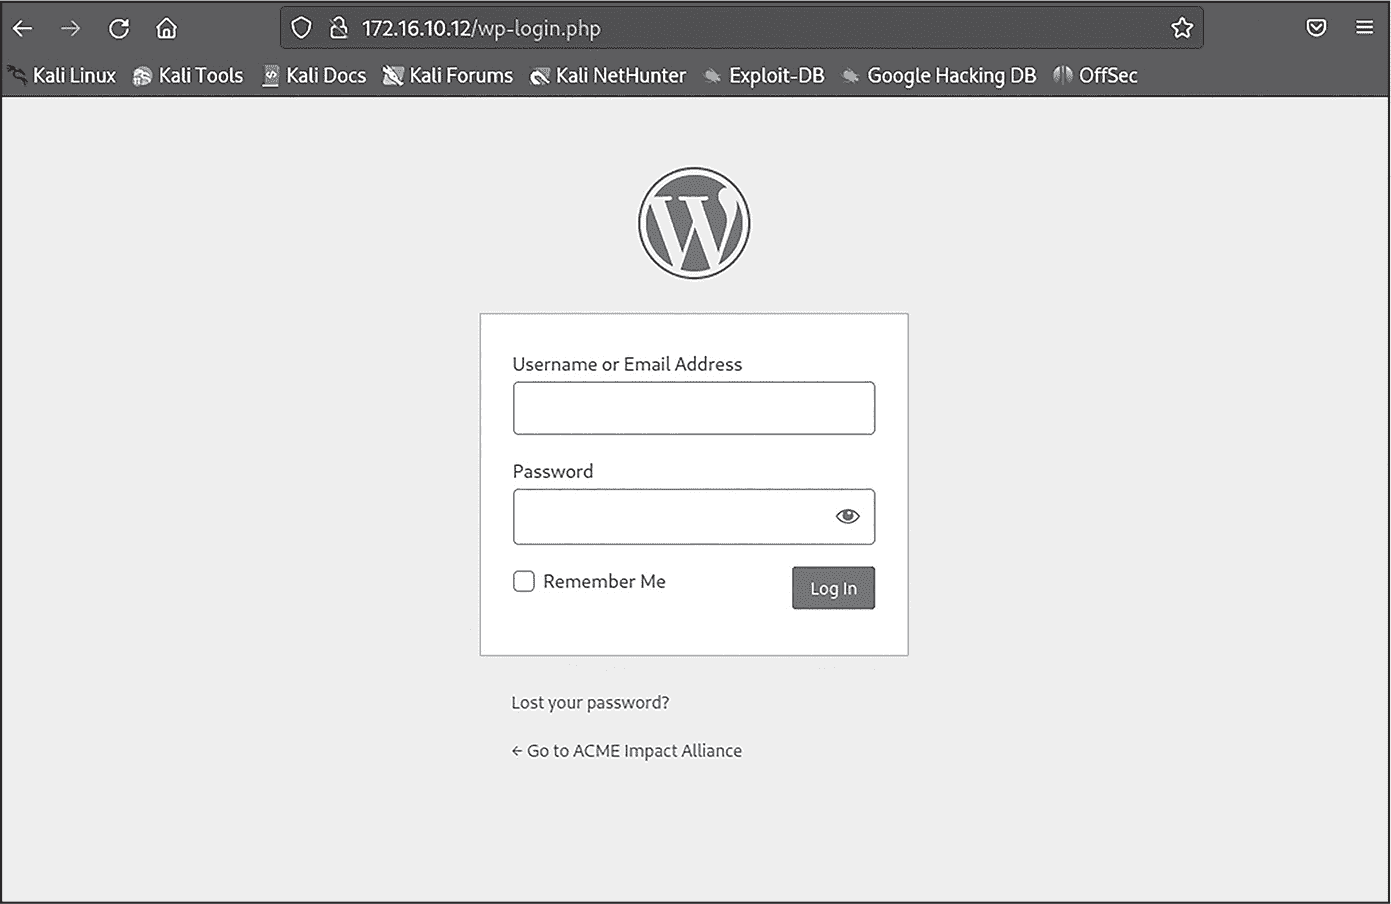 172.16.10.12/wp-login.php
Kali Linux Kali Tools Kali Docs Kali Forums Kali NetHunter Exploit-DB Google Hacking DB OffSec
W
Username or Email Address
Password
Remember Me Log In
Lost your password?
← Go to ACME Impact Alliance